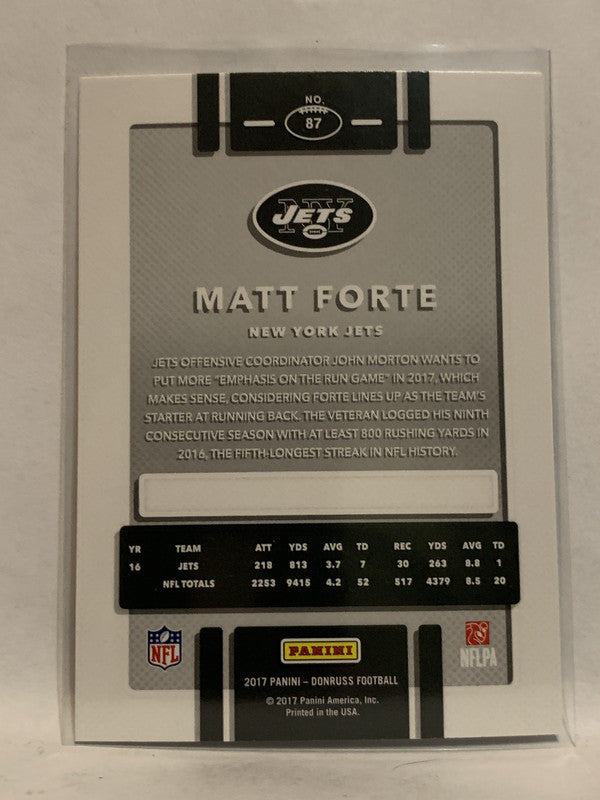 NO.
87
NY
JETS
MATT FORTE
NEW YORK JETS
JETS OFFENSIVE COORDINATOR JOHN MORTON WANTS TO
PUT MORE "EMPHASIS ON THE RUN GAME" IN 2017, WHICH
MAKES SENSE, CONSIDERING FORTE LINES UP AS THE TEAM'S
STARTER AT RUNNING BACK. THE VETERAN LOGGED HIS NINTH
CONSECUTIVE SEASON WITH AT LEAST 800 RUSHING YARDS IN
2016, THE FIFTH-LONGEST STREAK IN NFL HISTORY.
YR TEAM ATT YDS AVG TD REC YDS AVG TD
16 JETS 218 813 3.7 7 30 263 8.8 1
NFL TOTALS 2253 9415 4.2 52 517 4379 8.5 20
NFL
PANINI
NFLPA
2017 PANINI – DONRUSS FOOTBALL
© 2017 Panini America, Inc.
Printed in the USA.